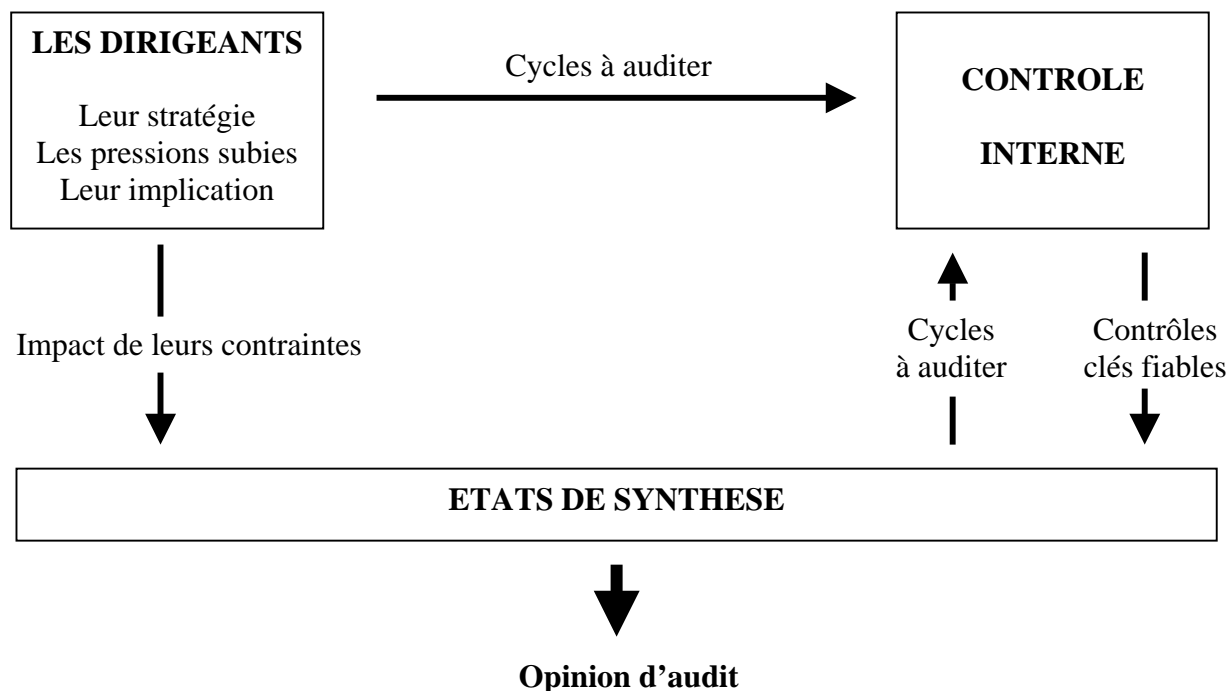 LES DIRIGEANTS
Leur stratégie
Les pressions subies
Leur implication
Cycles à auditer
CONTROLE
INTERNE
Impact de leurs contraintes
Cycles
à auditer
Contrôles
clés fiables
ETATS DE SYNTHESE
Opinion d’audit